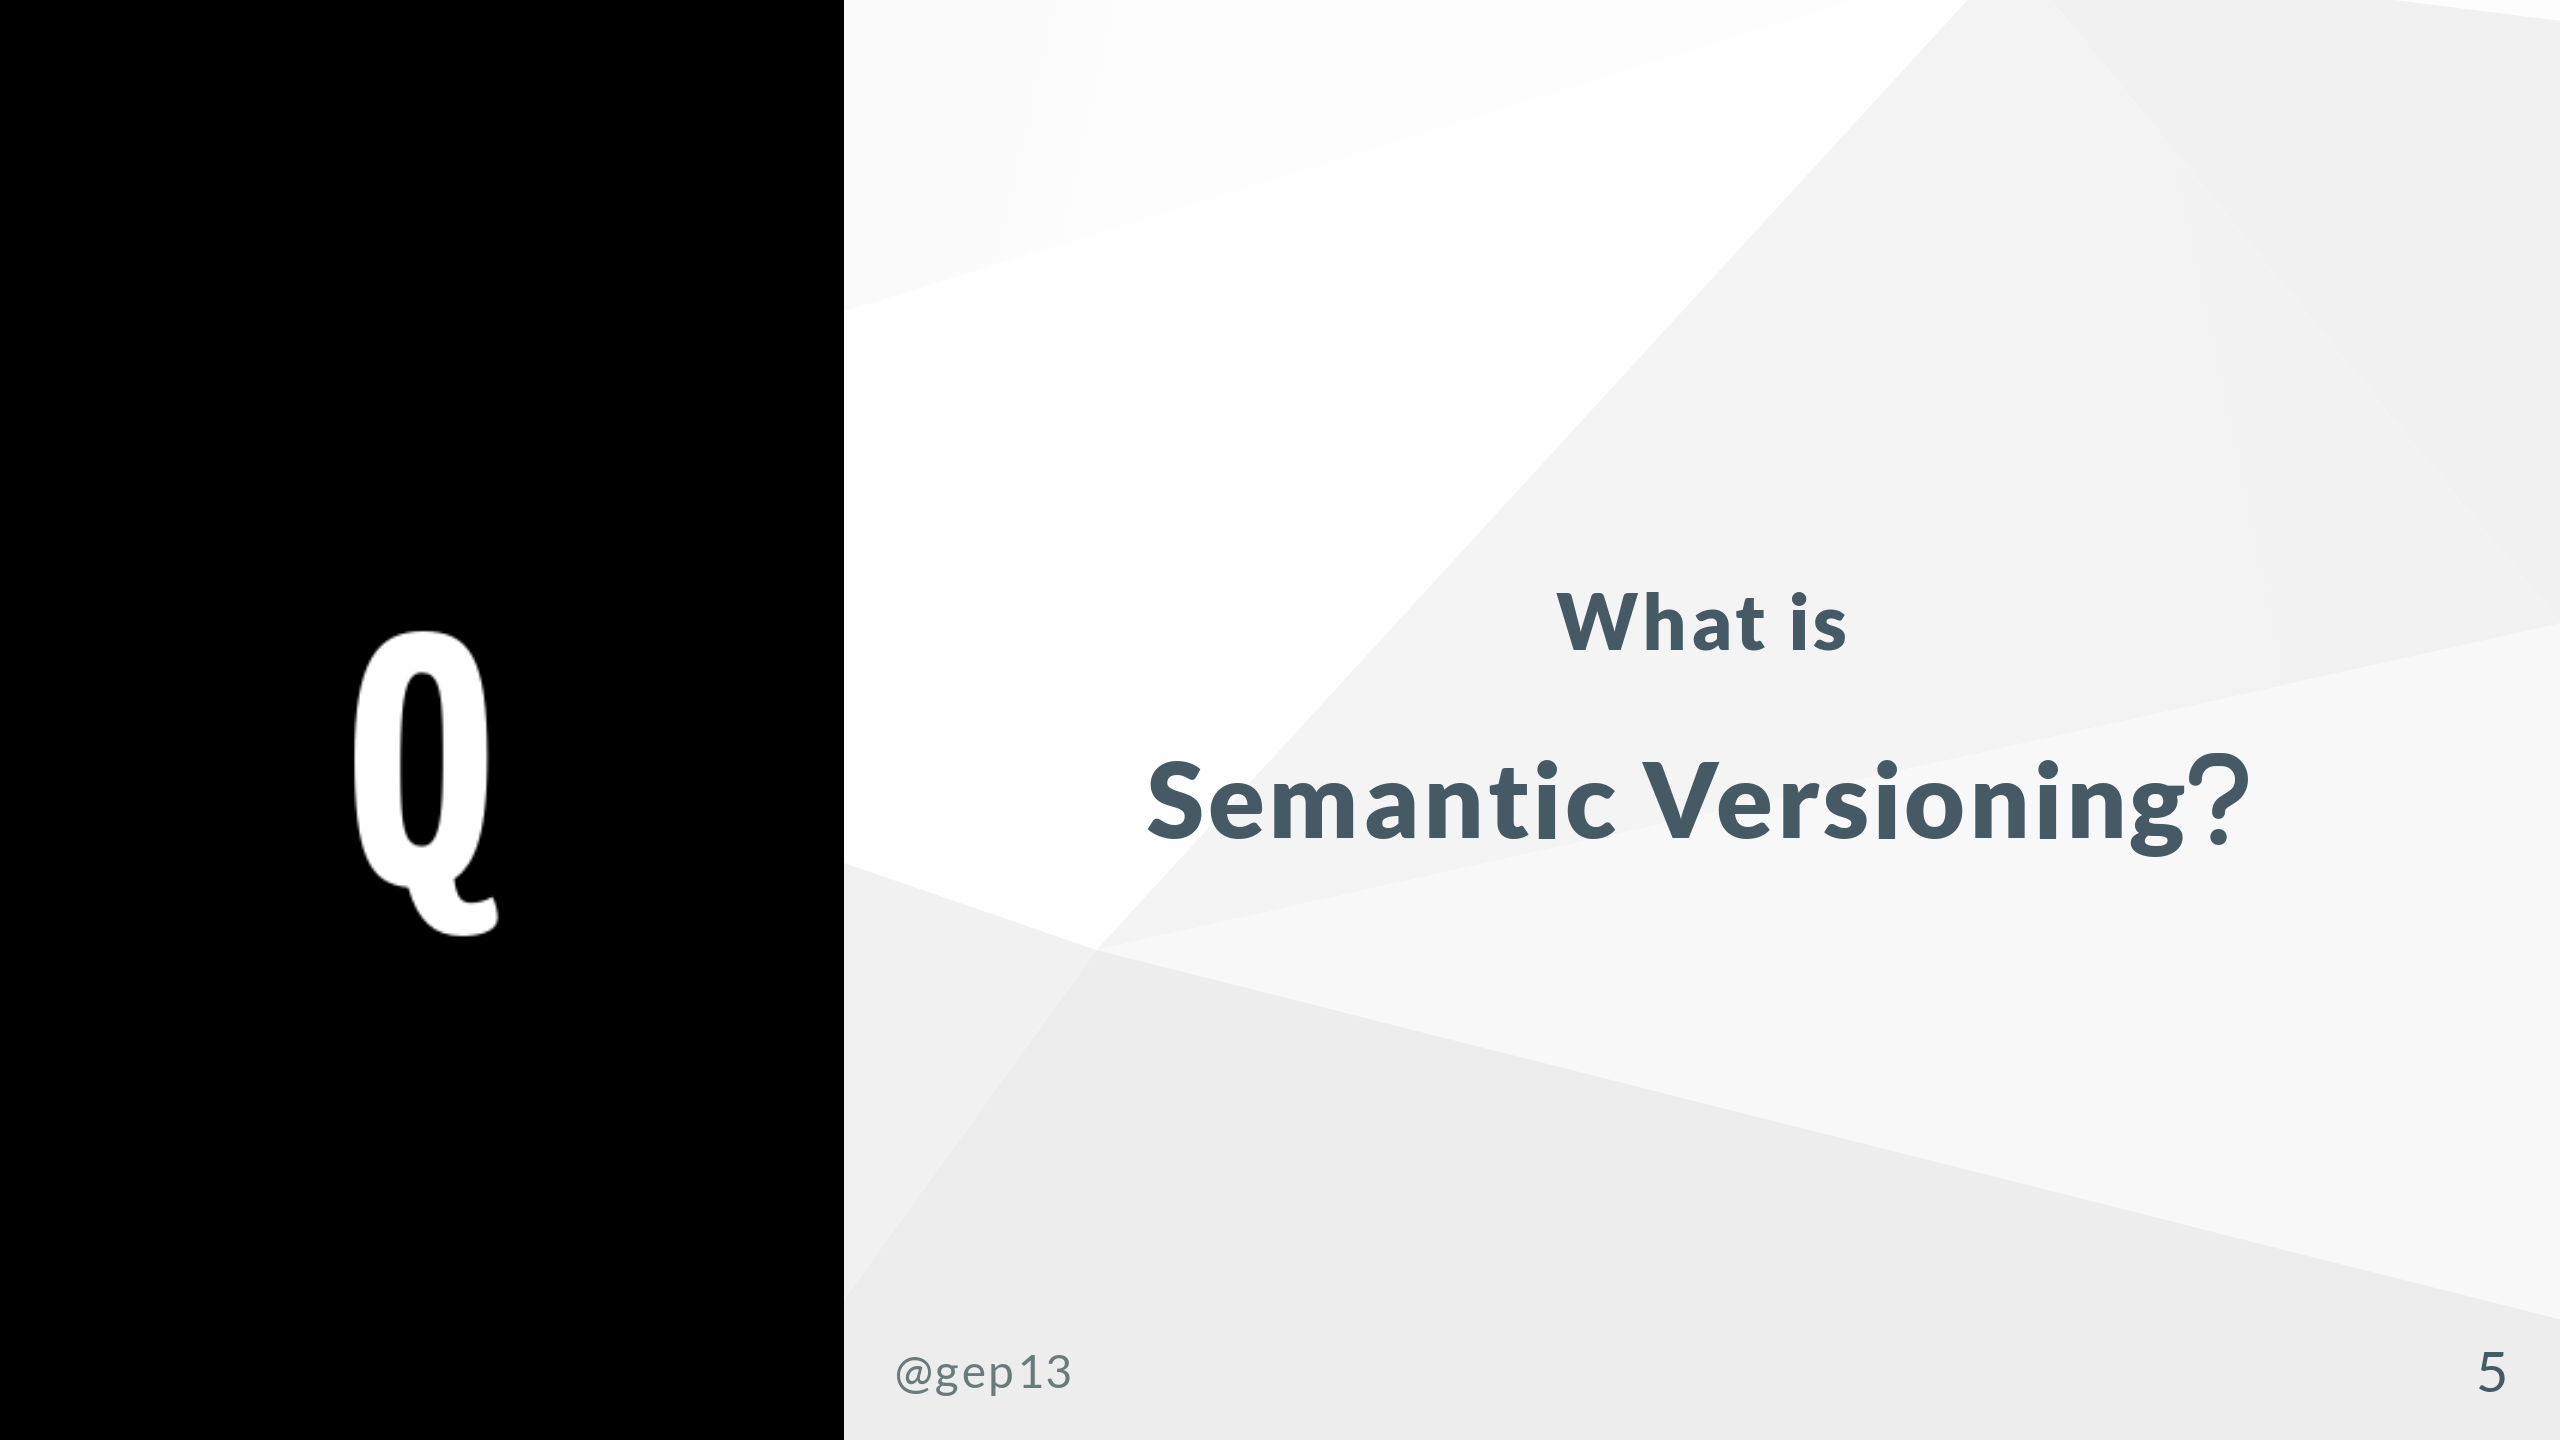 Q
What is
Semantic Versioning?
@gep13
5